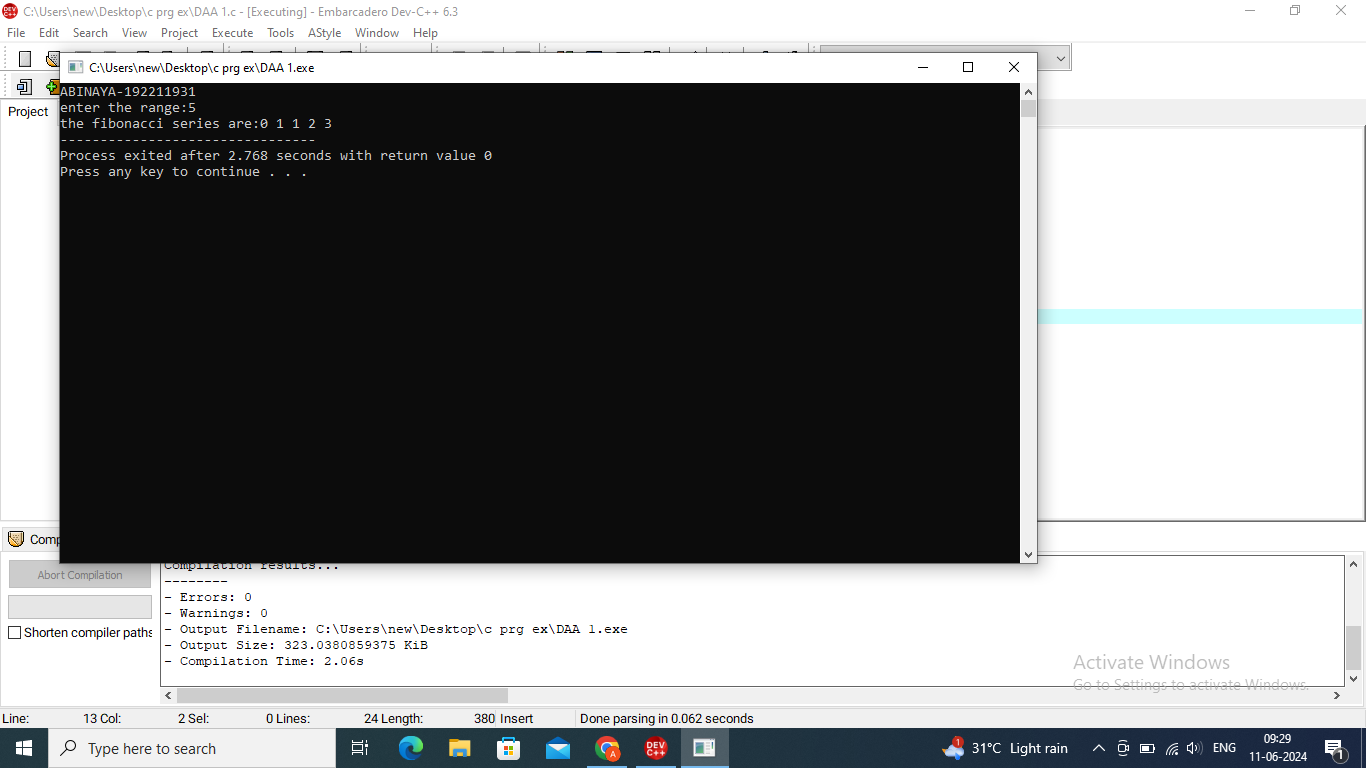 C:\Users\new\Desktop\c prg ex\DAA 1.c - [Executing] - Embarcadero Dev-C++ 6.3
File Edit Search View Project Execute Tools AStyle Window Help
C:\Users\new\Desktop\c prg ex\DAA 1.exe
Project
ABINAYA-192211931
enter the range:5
the fibonacci series are:0 1 1 2 3
--------------------------------
Process exited after 2.768 seconds with return value 0
Press any key to continue . . .
Abort Compilation
Shorten compiler paths
Compilation results...
--------
- Errors: 0
- Warnings: 0
- Output Filename: C:\Users\new\Desktop\c prg ex\DAA 1.exe
- Output Size: 323.0380859375 KiB
- Compilation Time: 2.06s
Activate Windows
Go to Settings to activate Windows.
Line: 13 Col: 2 Sel: 0 Lines: 24 Length: 380 Insert Done parsing in 0.062 seconds
Type here to search
DEV C++
1
31°C Light rain
ENG
09:29
11-06-2024
1